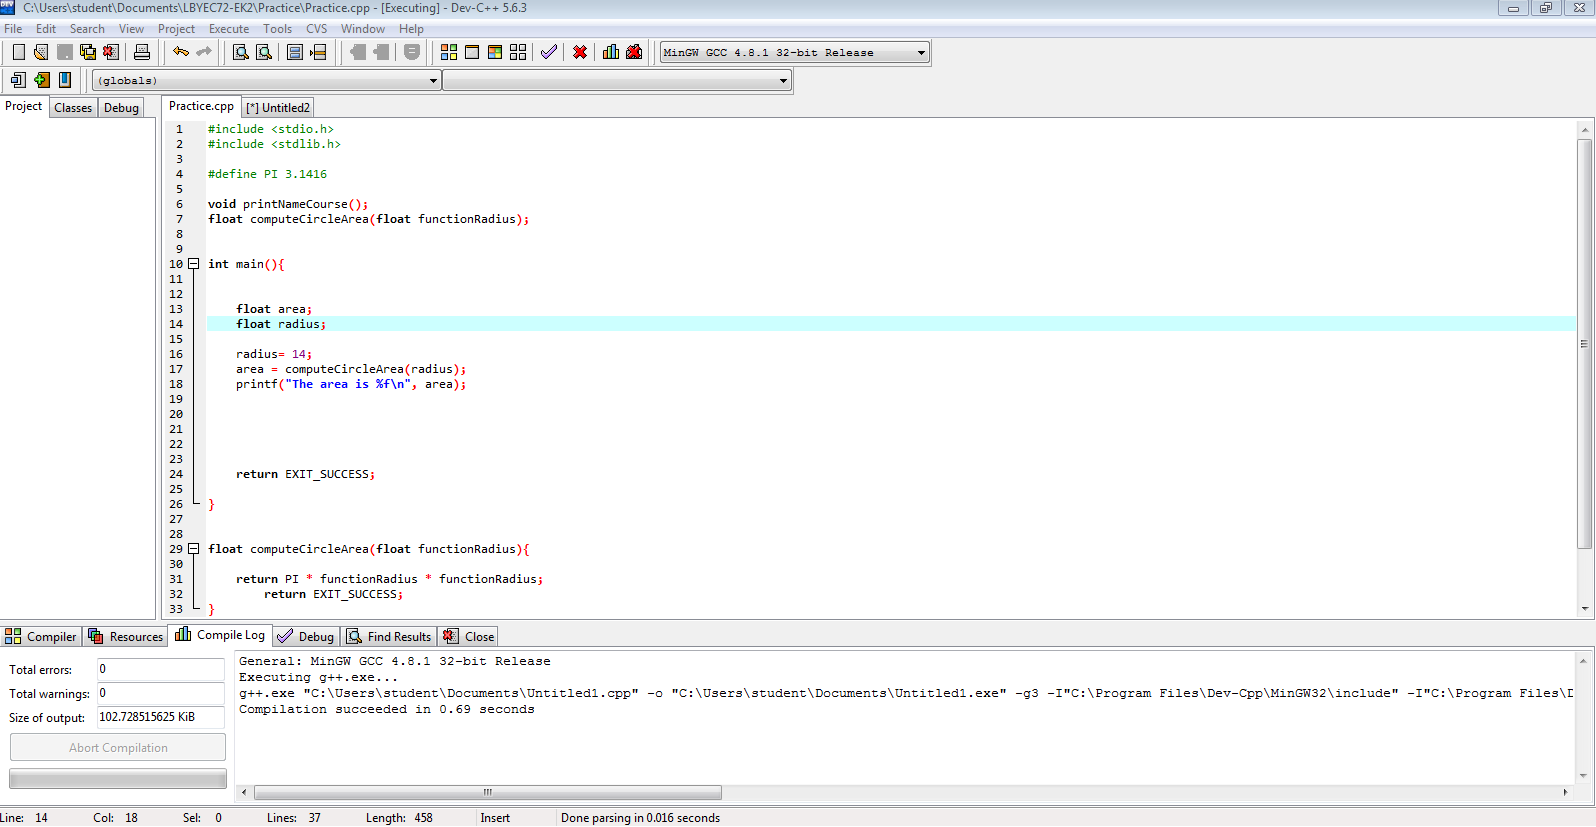 C:\Users\student\Documents\LBYEC72-EK2\Practice\Practice.cpp - [Executing] - Dev-C++ 5.6.3
File Edit Search View Project Execute Tools CVS Window Help
MinGW GCC 4.8.1 32-bit Release
(globals)
Project Classes Debug Practice.cpp [*] Untitled2
1 #include <stdio.h>
2 #include <stdlib.h>
3
4 #define PI 3.1416
5
6 void printNameCourse();
7 float computeCircleArea(float functionRadius);
8
9
10 int main(){
11
12
13 float area;
14 float radius;
15
16 radius= 14;
17 area = computeCircleArea(radius);
18 printf("The area is %f\n", area);
19
20
21
22
23
24 return EXIT_SUCCESS;
25
26 }
27
28
29 float computeCircleArea(float functionRadius){
30
31 return PI * functionRadius * functionRadius;
32 return EXIT_SUCCESS;
33 }
Compiler Resources Compile Log Debug Find Results Close
Total errors: 0
Total warnings: 0
Size of output: 102.728515625 KiB
Abort Compilation
General: MinGW GCC 4.8.1 32-bit Release
Executing g++.exe...
g++.exe "C:\Users\student\Documents\Untitled1.cpp" -o "C:\Users\student\Documents\Untitled1.exe" -g3 -I"C:\Program Files\Dev-Cpp\MinGW32\include" -I"C:\Program Files\D
Compilation succeeded in 0.69 seconds
Line: 14 Col: 18 Sel: 0 Lines: 37 Length: 458 Insert Done parsing in 0.016 seconds